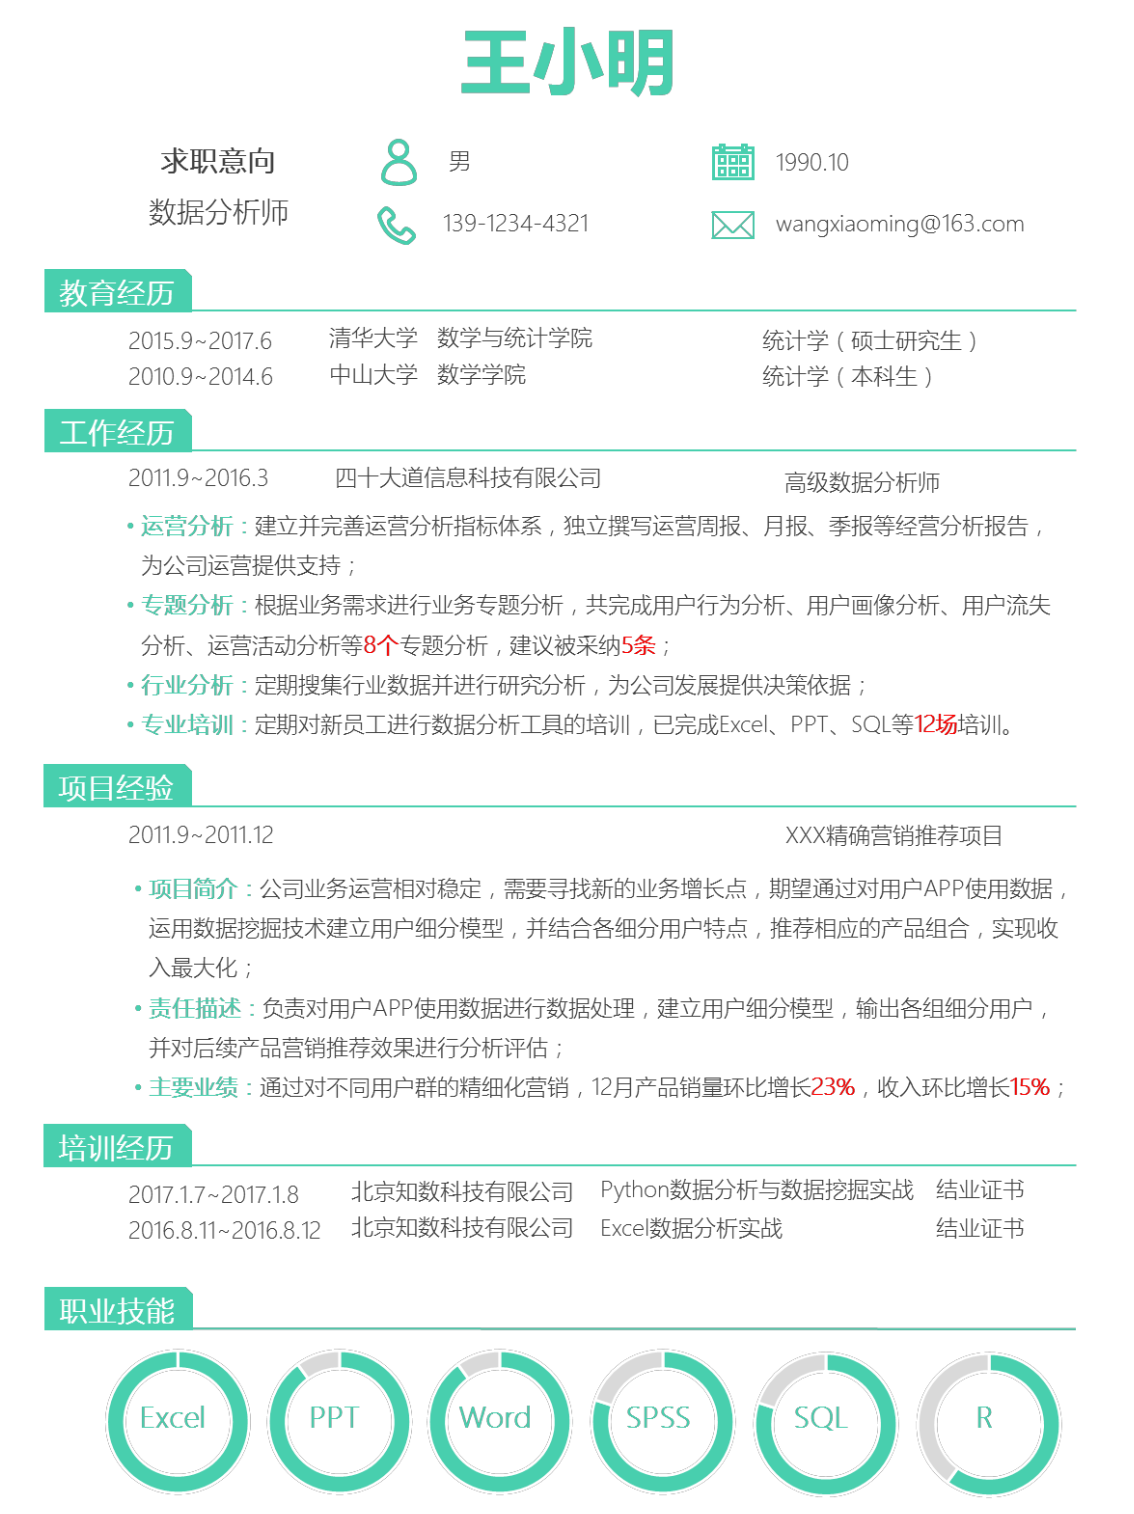 王小明
求职意向 男 1990.10
数据分析师 139-1234-4321 wangxiaoming@163.com
教育经历
2015.9~2017.6 清华大学 数学与统计学院 统计学（硕士研究生）
2010.9~2014.6 中山大学 数学学院 统计学（本科生）
工作经历
2011.9~2016.3 四十大道信息科技有限公司 高级数据分析师
• 运营分析：建立并完善运营分析指标体系，独立撰写运营周报、月报、季报等经营分析报告，
为公司运营提供支持；
• 专题分析：根据业务需求进行业务专题分析，共完成用户行为分析、用户画像分析、用户流失
分析、运营活动分析等8个专题分析，建议被采纳5条；
• 行业分析：定期搜集行业数据并进行研究分析，为公司发展提供决策依据；
• 专业培训：定期对新员工进行数据分析工具的培训，已完成Excel、PPT、SQL等12场培训。
项目经验
2011.9~2011.12 XXX精确营销推荐项目
• 项目简介：公司业务运营相对稳定，需要寻找新的业务增长点，期望通过对用户APP使用数据，
运用数据挖掘技术建立用户细分模型，并结合各细分用户特点，推荐相应的产品组合，实现收
入最大化；
• 责任描述：负责对用户APP使用数据进行数据处理，建立用户细分模型，输出各组细分用户，
并对后续产品营销推荐效果进行分析评估；
• 主要业绩：通过对不同用户群的精细化营销，12月产品销量环比增长23%，收入环比增长15%；
培训经历
2017.1.7~2017.1.8 北京知数科技有限公司 Python数据分析与数据挖掘实战 结业证书
2016.8.11~2016.8.12 北京知数科技有限公司 Excel数据分析实战 结业证书
职业技能
Excel PPT Word SPSS SQL R